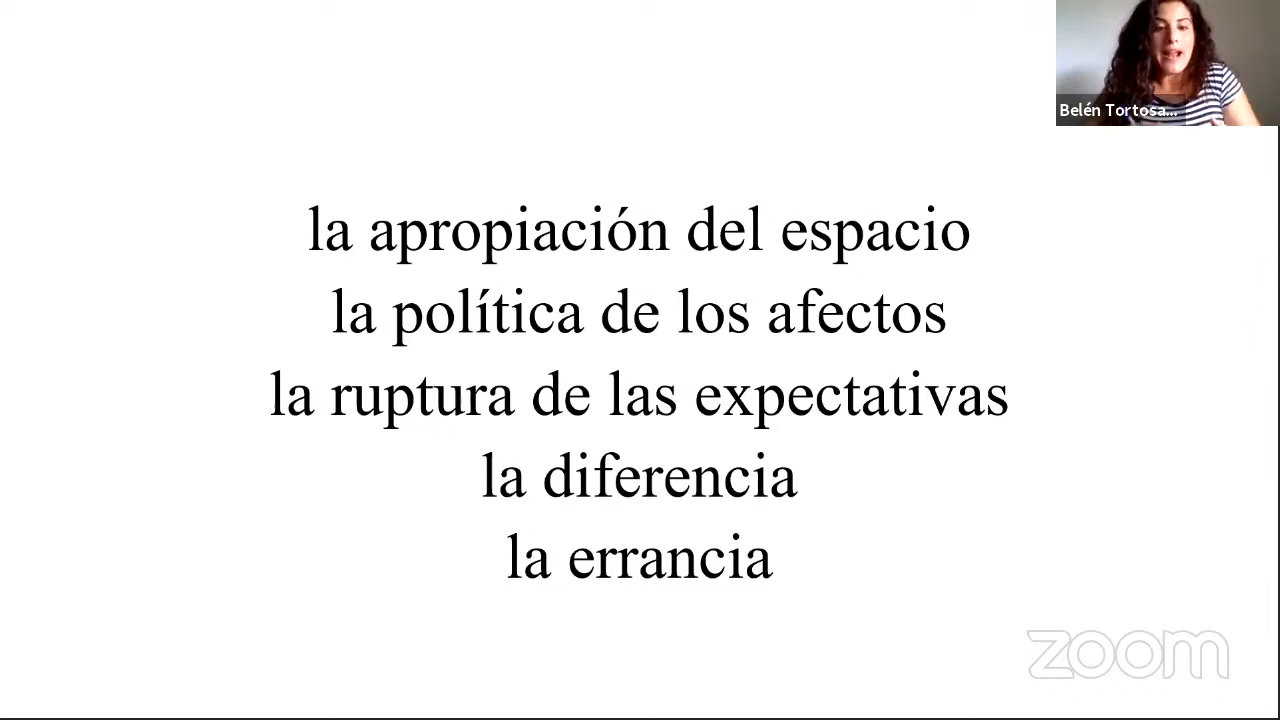 Belén Tortosa...
la apropiación del espacio
la política de los afectos
la ruptura de las expectativas
la diferencia
la errancia
zoom